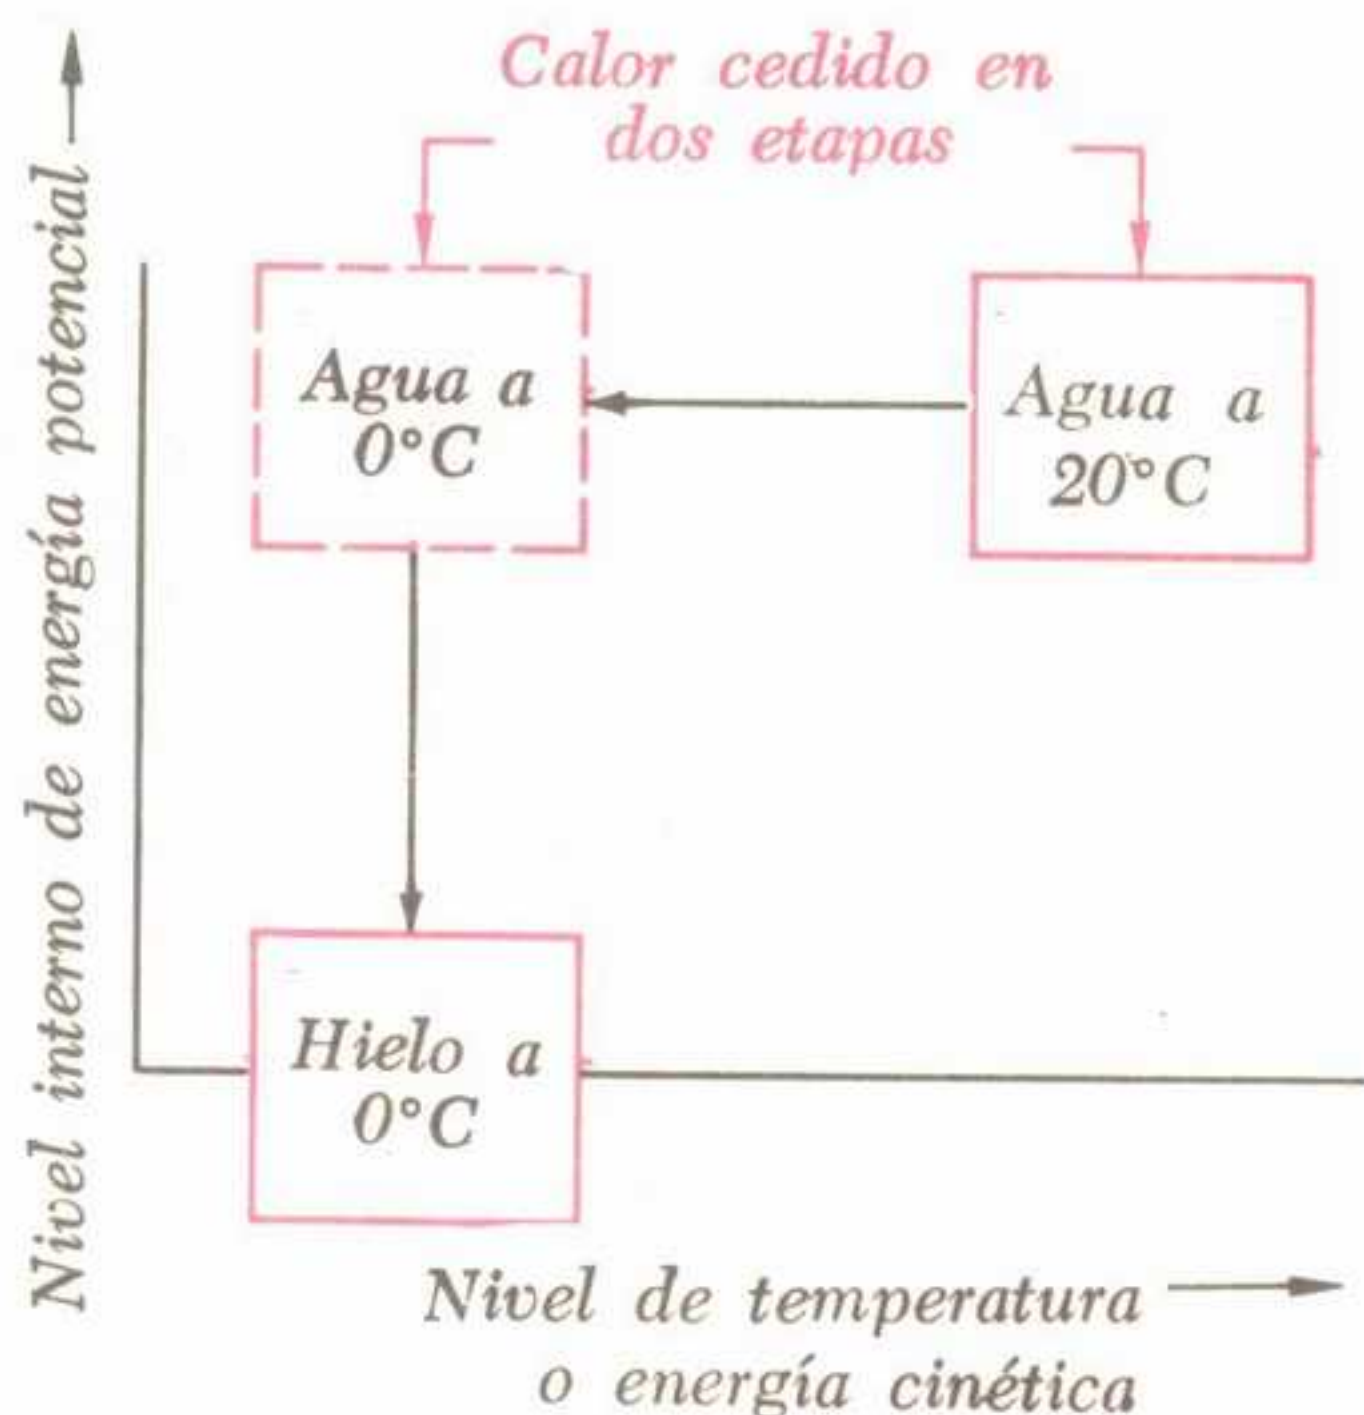 Calor cedido en
dos etapas
Nivel interno de energía potencial
Agua a
0°C
Agua a
20°C
Hielo a
0°C
Nivel de temperatura
o energía cinética